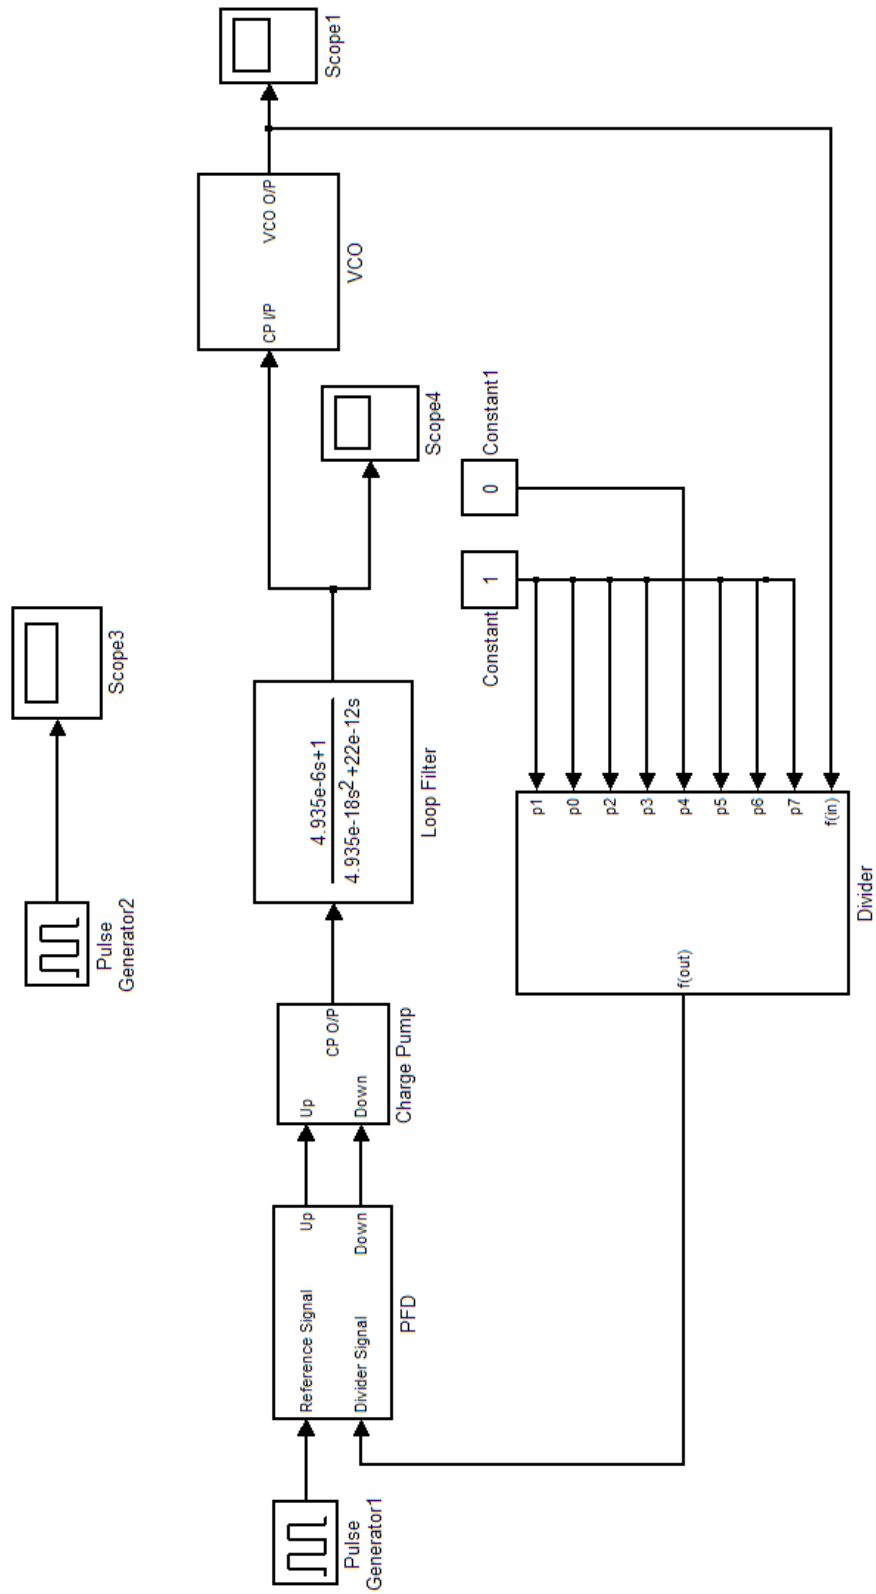 Pulse
Generator2
Scope3
Pulse
Generator1
Reference Signal
Divider Signal
Up
Down
PFD
Up
Down
CP O/P
Charge Pump
4.935e-6s+1
4.935e-18s2+22e-12s
Loop Filter
Scope4
CP I/P
VCO O/P
VCO
Scope1
1
Constant
0
Constant1
p1
p0
p2
p3
p4
p5
p6
p7
f(in)
f(out)
Divider